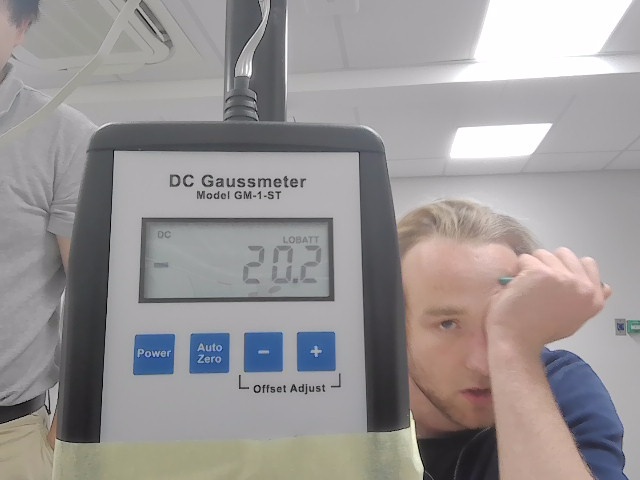 DC Gaussmeter
Model GM-1-ST
DC
LOBATT
- 20.2
Power
Auto
Zero
- +
Offset Adjust